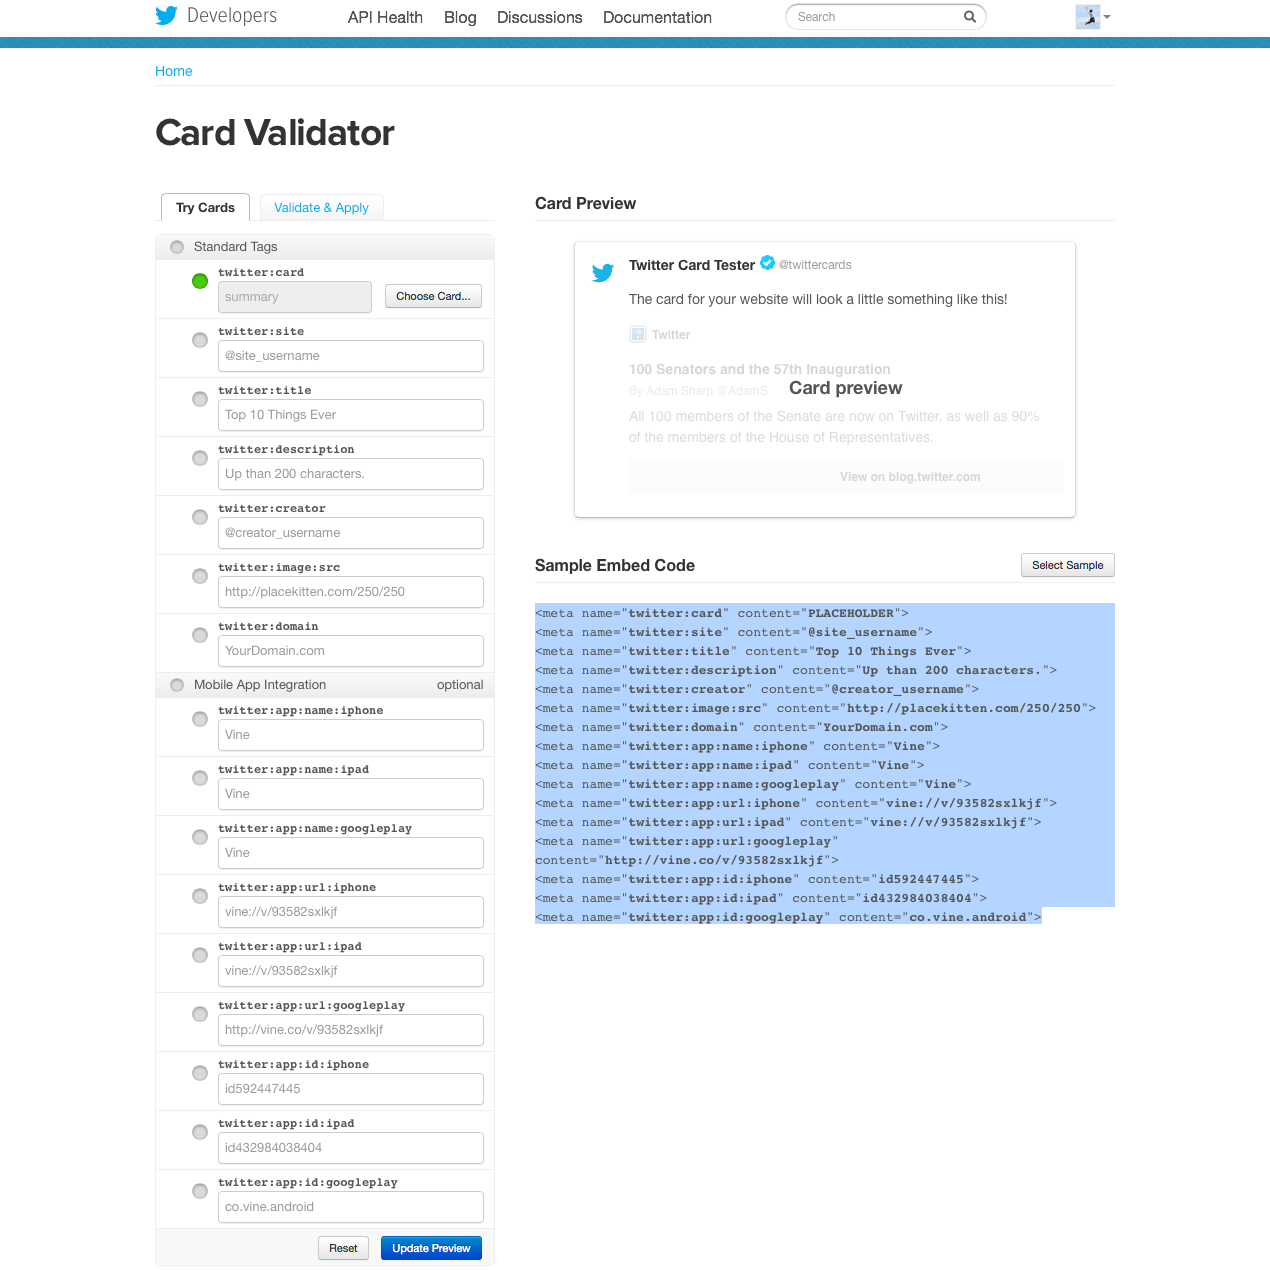 Developers
API Health Blog Discussions Documentation
Search
Home
Card Validator
Try Cards
Validate & Apply
Standard Tags
twitter:card
summary
Choose Card...
twitter:site
@site_username
twitter:title
Top 10 Things Ever
twitter:description
Up than 200 characters.
twitter:creator
@creator_username
twitter:image:src
http://placekitten.com/250/250
twitter:domain
YourDomain.com
Mobile App Integration optional
twitter:app:name:iphone
Vine
twitter:app:name:ipad
Vine
twitter:app:name:googleplay
Vine
twitter:app:url:iphone
vine://v/93582sxlkjf
twitter:app:url:ipad
vine://v/93582sxlkjf
twitter:app:url:googleplay
http://vine.co/v/93582sxlkjf
twitter:app:id:iphone
id592447445
twitter:app:id:ipad
id432984038404
twitter:app:id:googleplay
co.vine.android
Reset
Update Preview
Card Preview
Twitter Card Tester @twittercards
The card for your website will look a little something like this!
Twitter
100 Senators and the 57th Inauguration
By Adam Sharp @AdamS
Card preview
All 100 members of the Senate are now on Twitter, as well as 90%
of the members of the House of Representatives.
View on blog.twitter.com
Sample Embed Code
Select Sample
<meta name="twitter:card" content="PLACEHOLDER">
<meta name="twitter:site" content="@site_username">
<meta name="twitter:title" content="Top 10 Things Ever">
<meta name="twitter:description" content="Up than 200 characters.">
<meta name="twitter:creator" content="@creator_username">
<meta name="twitter:image:src" content="http://placekitten.com/250/250">
<meta name="twitter:domain" content="YourDomain.com">
<meta name="twitter:app:name:iphone" content="Vine">
<meta name="twitter:app:name:ipad" content="Vine">
<meta name="twitter:app:name:googleplay" content="Vine">
<meta name="twitter:app:url:iphone" content="vine://v/93582sxlkjf">
<meta name="twitter:app:url:ipad" content="vine://v/93582sxlkjf">
<meta name="twitter:app:url:googleplay"
content="http://vine.co/v/93582sxlkjf">
<meta name="twitter:app:id:iphone" content="id592447445">
<meta name="twitter:app:id:ipad" content="id432984038404">
<meta name="twitter:app:id:googleplay" content="co.vine.android">